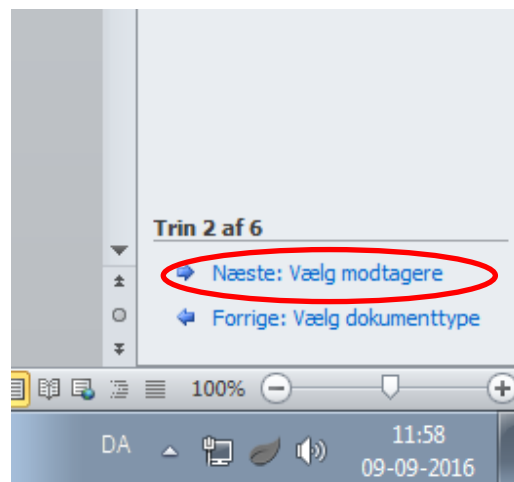 Trin 2 af 6
Næste: Vælg modtagere
Forrige: Vælg dokumenttype
100%
DA
11:58
09-09-2016